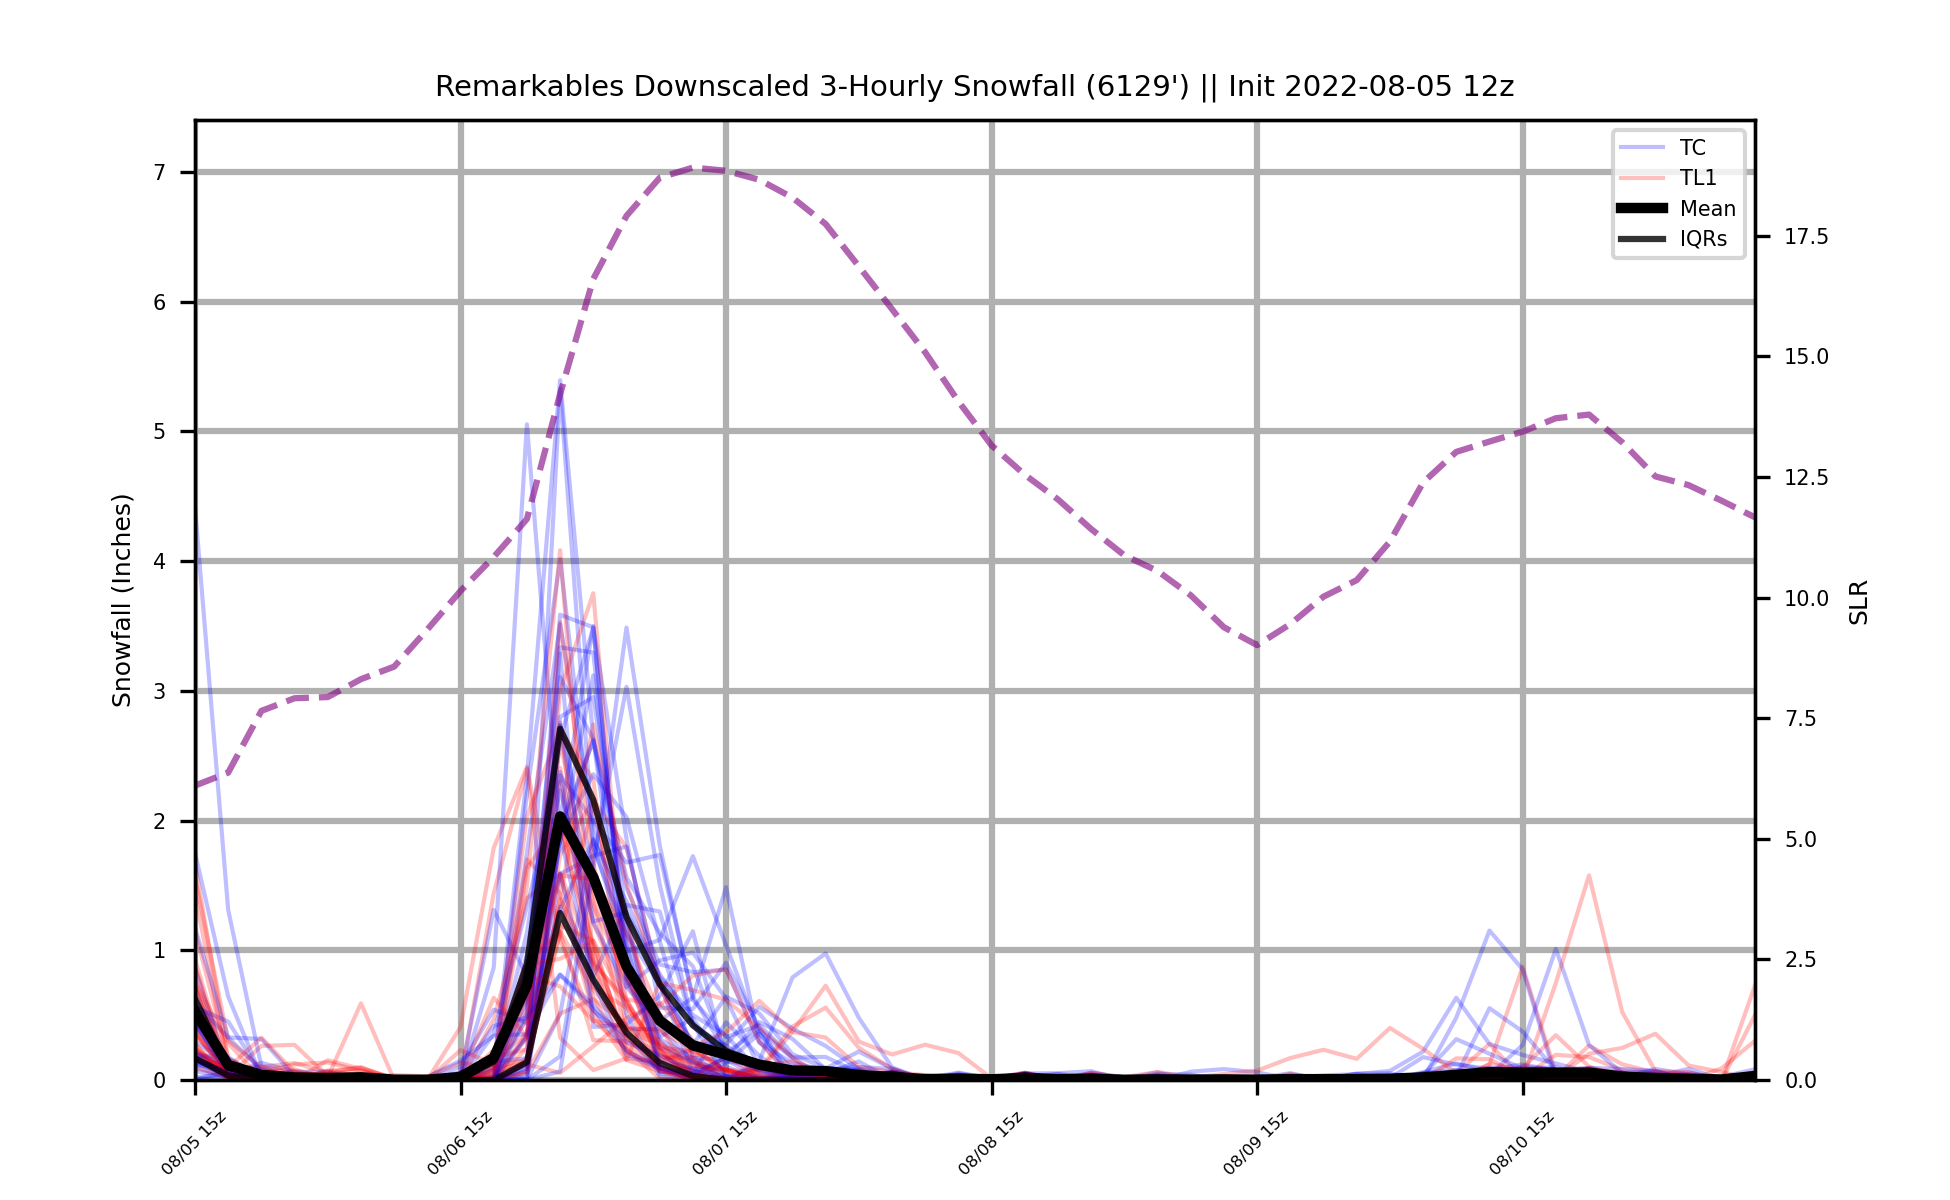 Remarkables Downscaled 3-Hourly Snowfall (6129') || Init 2022-08-05 12z
TC
TL1
Mean
IQRs
Snowfall (Inches)
7
6
5
4
3
2
1
0
17.5
15.0
12.5
10.0
7.5
5.0
2.5
0.0
SLR
08/05 15z
08/06 15z
08/07 15z
08/08 15z
08/09 15z
08/10 15z